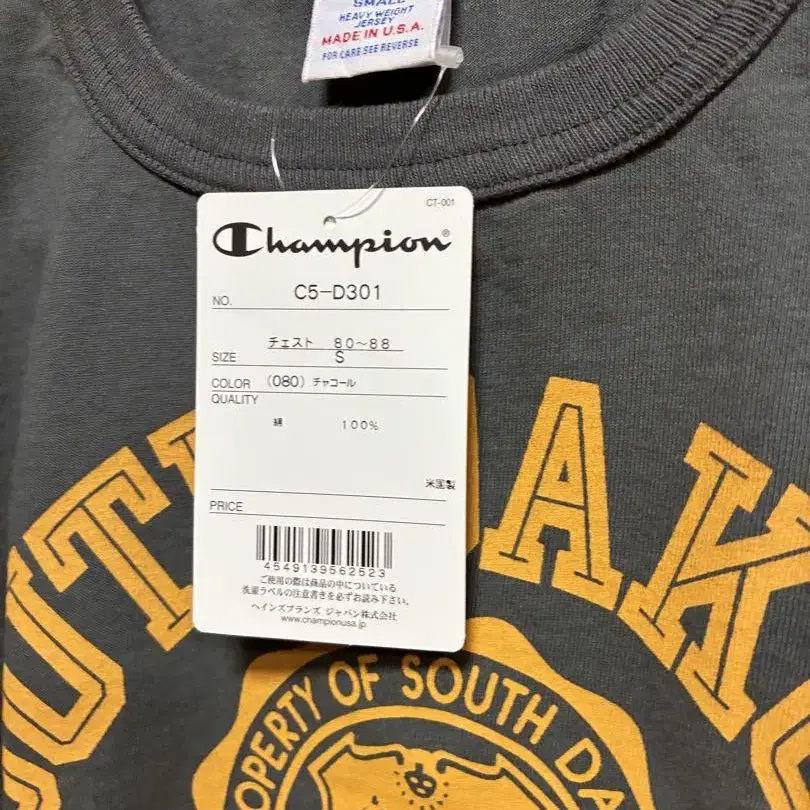 SMALL
HEAVY WEIGHT
JERSEY
MADE IN U.S.A.
FOR CARE SEE REVERSE
CT-001
Champion®
NO. C5-D301
チェスト 80~88
SIZE S
COLOR (080) チャコール
QUALITY
綿 100%
米国製
PRICE
4549139562523
ご使用の際は商品の中についている
洗濯ラベルの注意書きを必ずお読み下さい。
ヘインズブランズ ジャパン株式会社
www.championusa.jp
UT AK
PROPERTY OF SOUTH DA